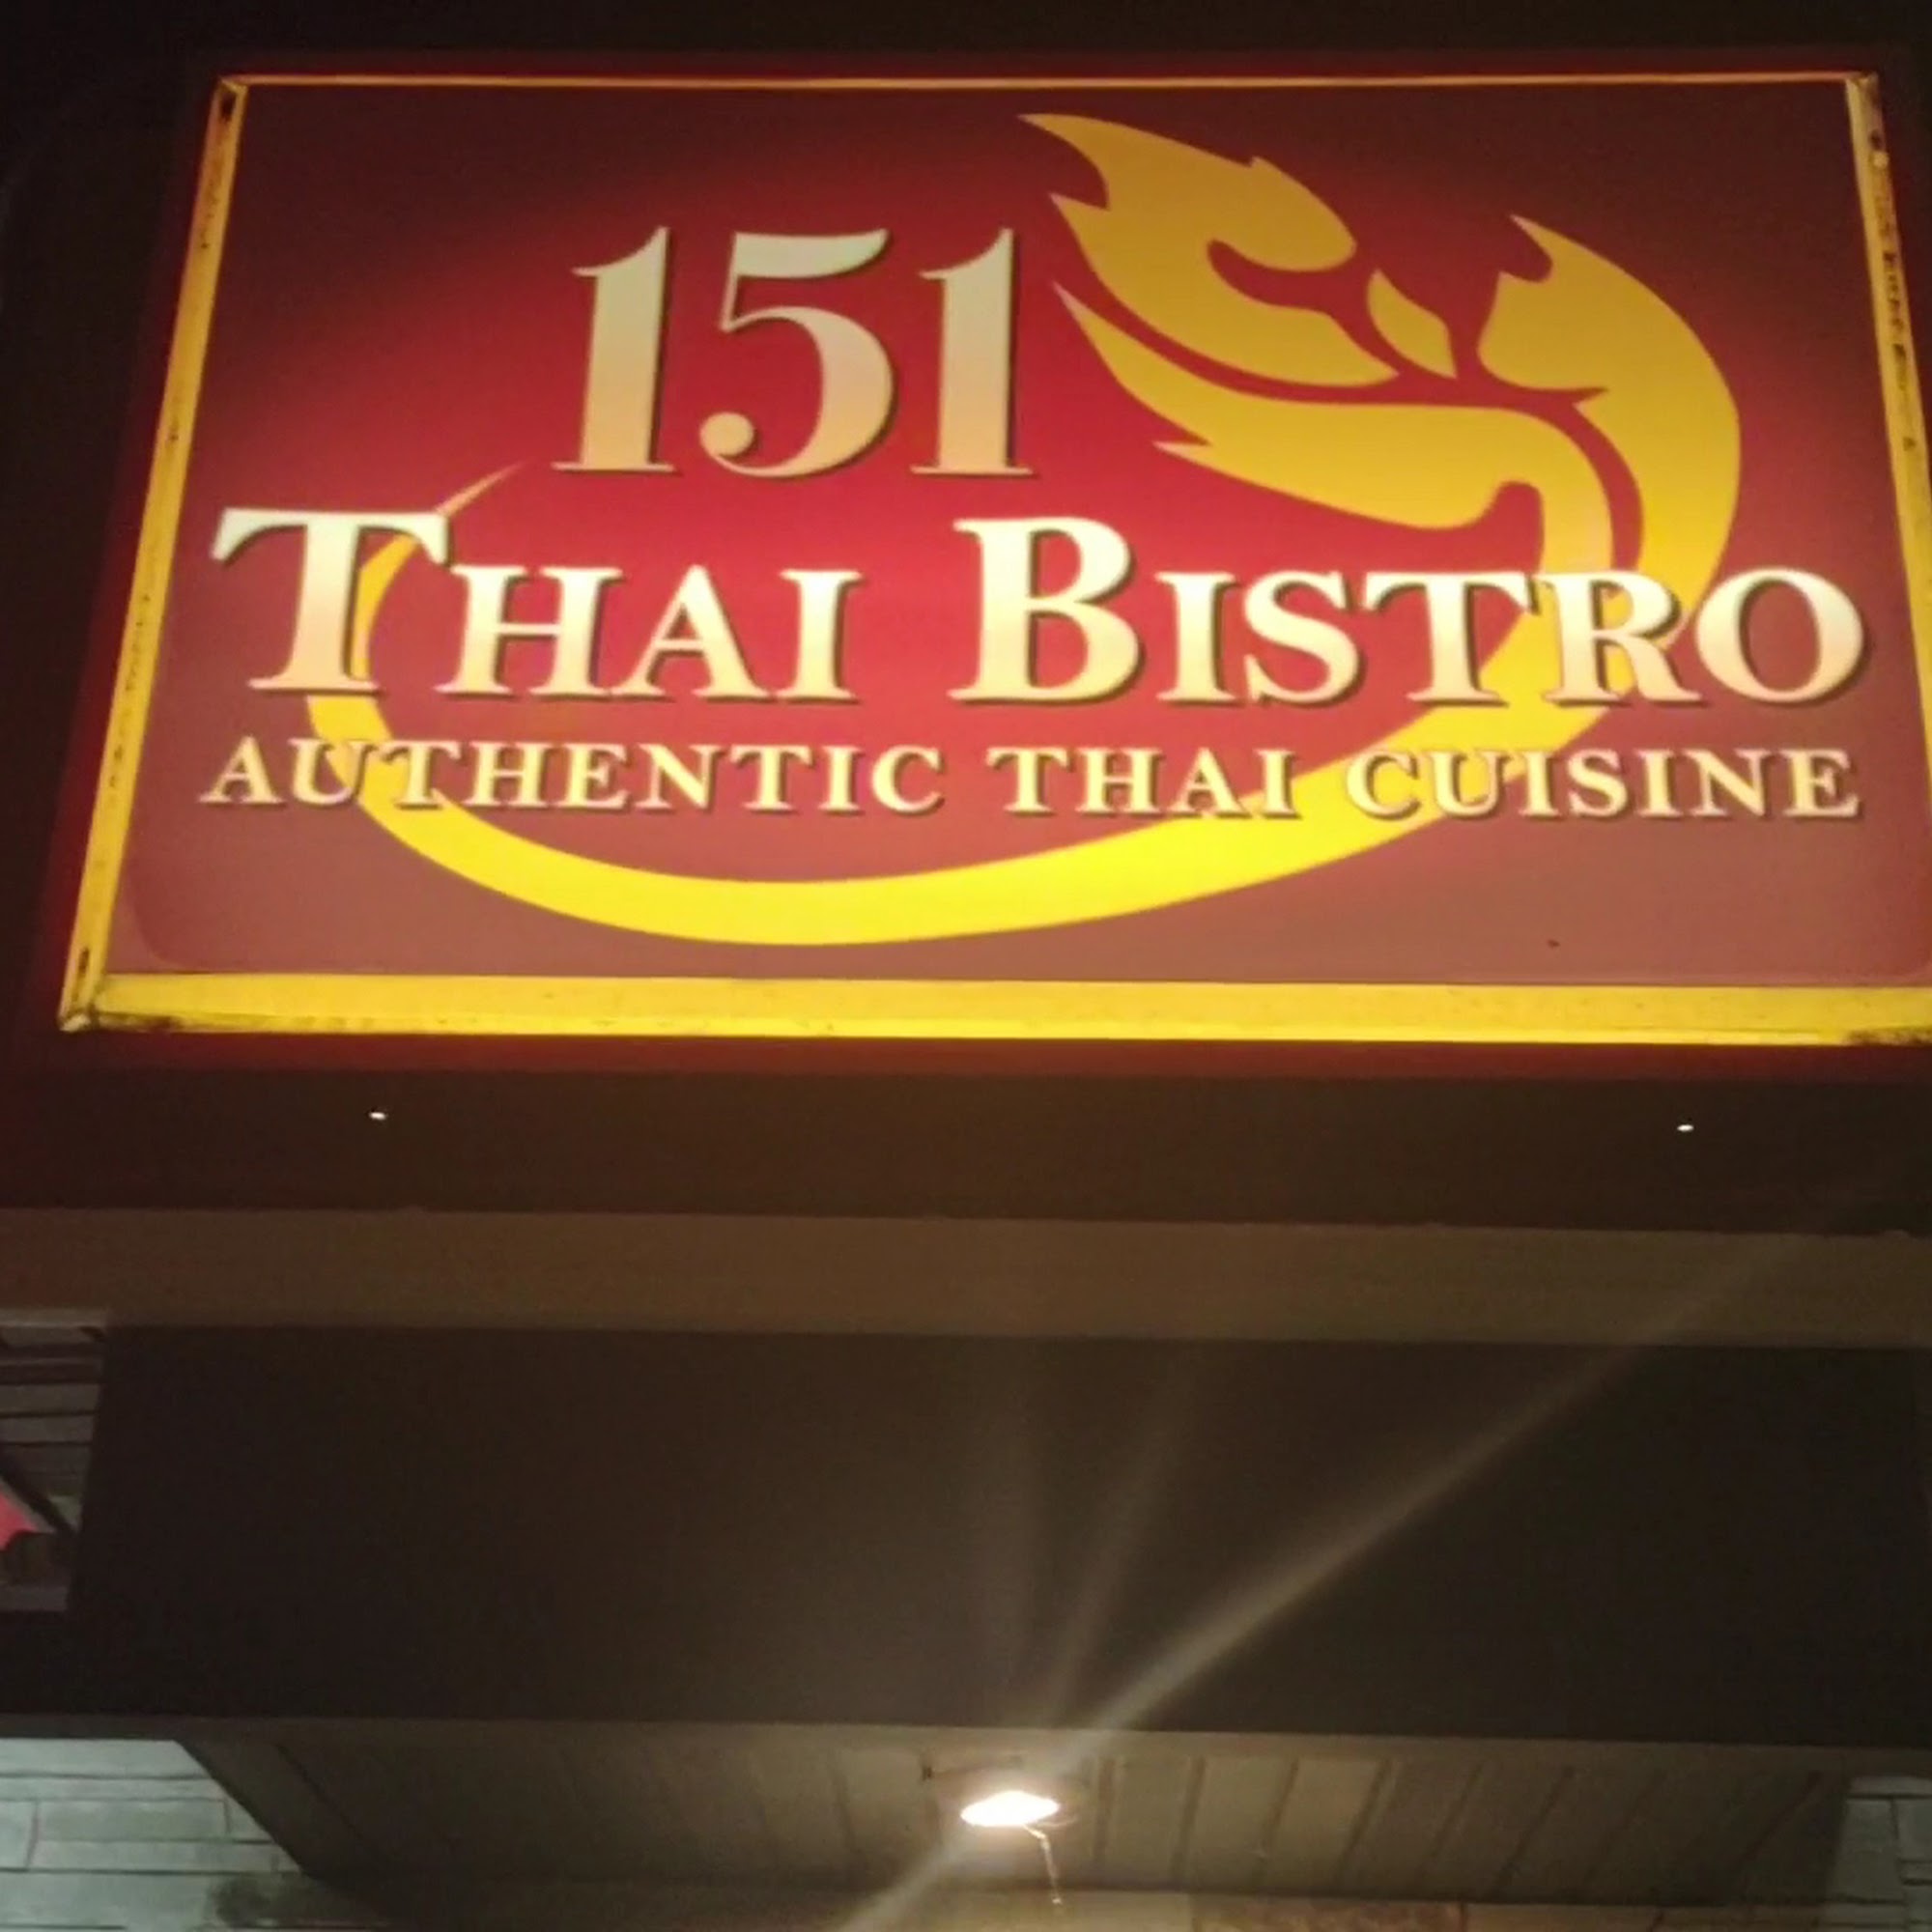 151
THAI BISTRO
AUTHENTIC THAI CUISINE